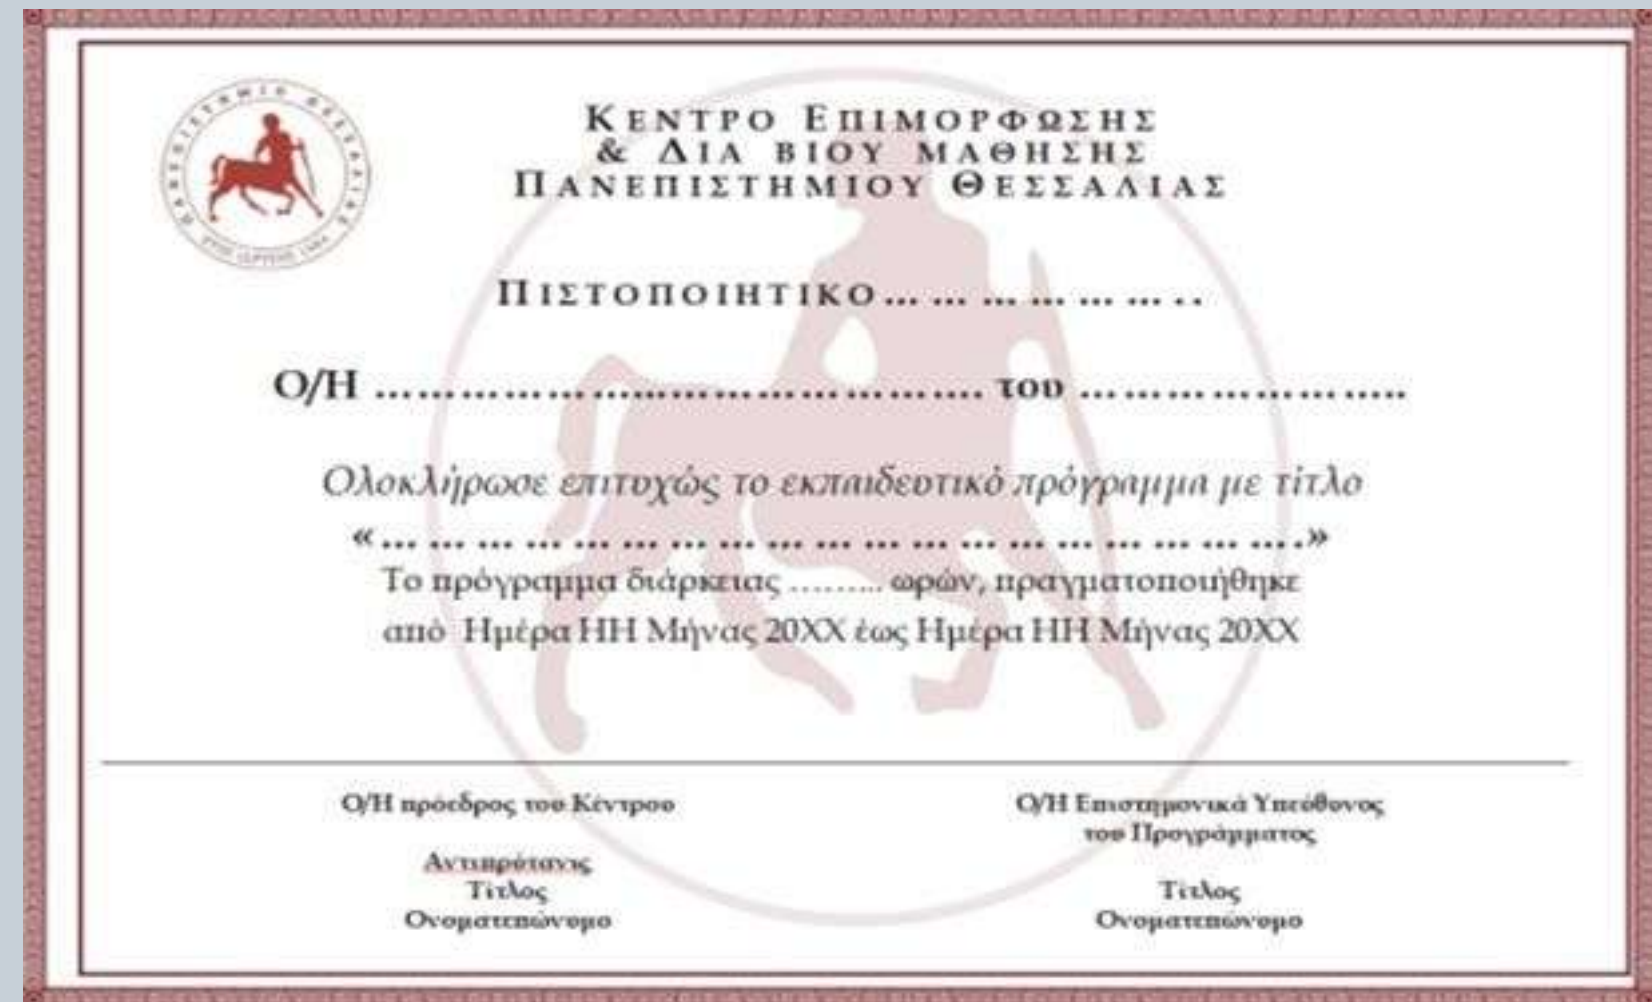 ΠΑΝΕΠΙΣΤΗΜΙΟ ΘΕΣΣΑΛΙΑΣ
ΚΕΝΤΡΟ ΕΠΙΜΟΡΦΩΣΗΣ
& ΔΙΑ ΒΙΟΥ ΜΑΘΗΣΗΣ
ΠΑΝΕΠΙΣΤΗΜΙΟΥ ΘΕΣΣΑΛΙΑΣ
ΠΙΣΤΟΠΟΙΗΤΙΚΟ… … … … … … . .
Ο/Η ……………………………………. του …………………..
Ολοκλήρωσε επιτυχώς το εκπαιδευτικό πρόγραμμα με τίτλο
«… … … … … … … … … … … … … … … … … … ….»
Το πρόγραμμα διάρκειας ……... ωρών, πραγματοποιήθηκε
από Ημέρα ΗΗ Μήνας 20ΧΧ έως Ημέρα ΗΗ Μήνας 20ΧΧ
Ο/Η πρόεδρος του Κέντρου
Αντιπρύτανις
Τίτλος
Ονοματεπώνυμο
Ο/Η Επιστημονικά Υπεύθυνος
του Προγράμματος
Τίτλος
Ονοματεπώνυμο